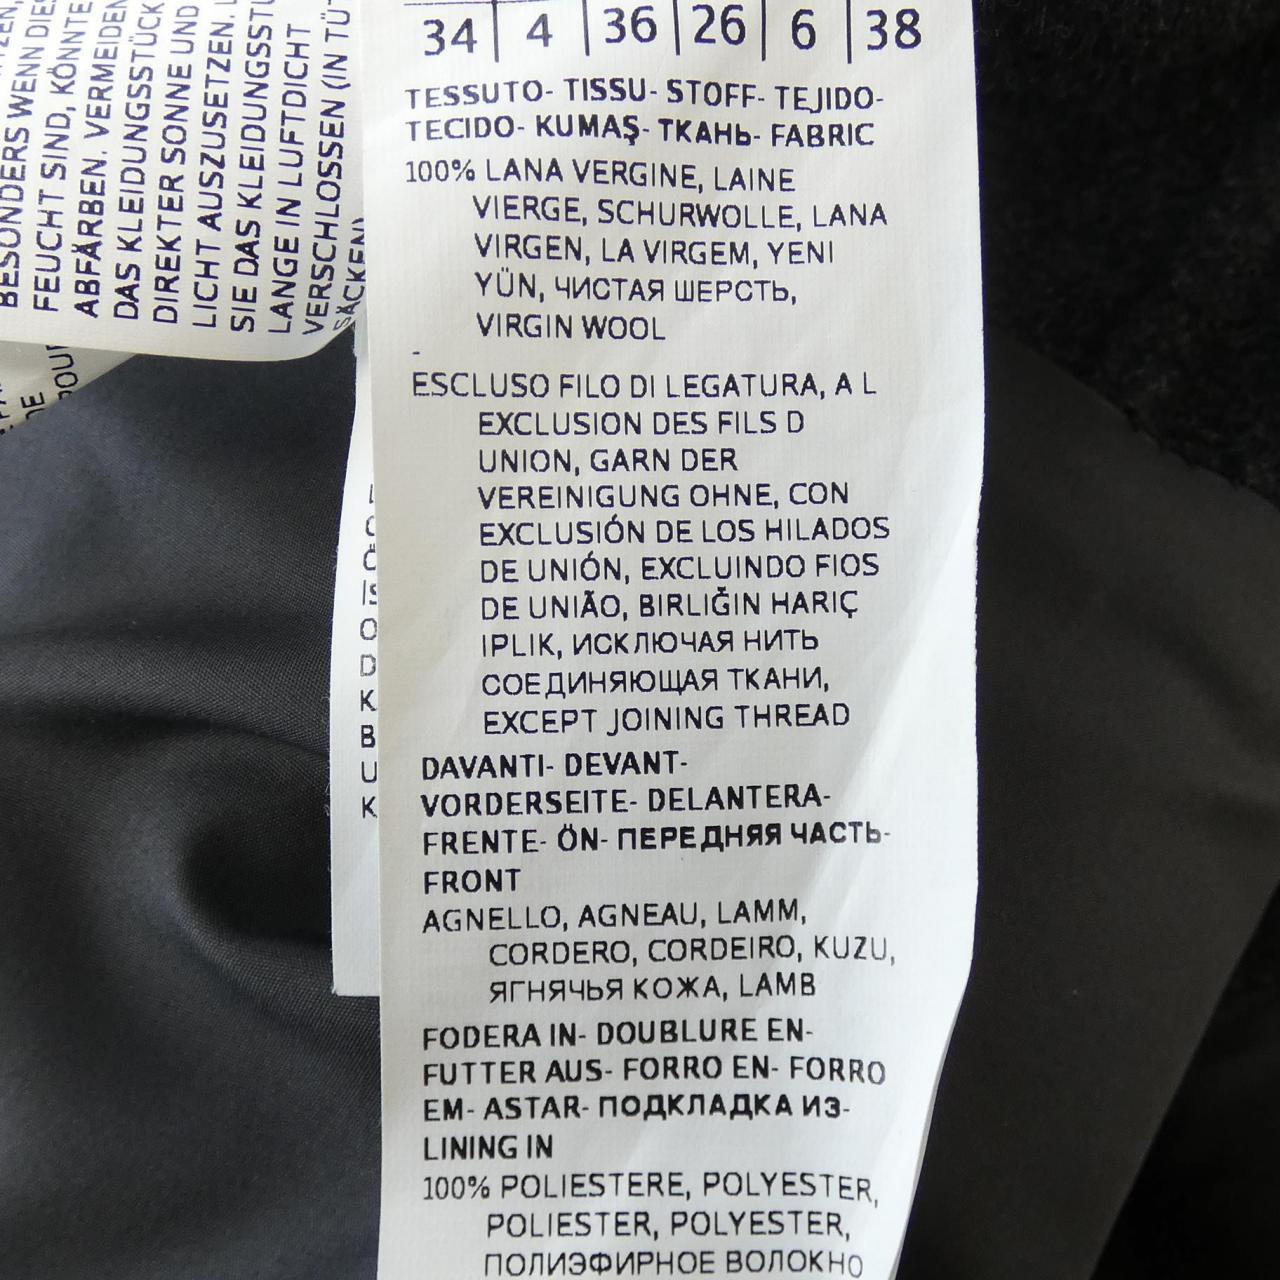 34 4 36 26 6 38
TESSUTO- TISSU- STOFF- TEJIDO-
TECIDO- KUMAŞ- ТКАНЬ- FABRIC
100% LANA VERGINE, LAINE
VIERGE, SCHURWOLLE, LANA
VIRGEN, LA VIRGEM, YENI
YÜN, ЧИСТАЯ ШЕРСТЬ,
VIRGIN WOOL
-
ESCLUSO FILO DI LEGATURA, A L
EXCLUSION DES FILS D
UNION, GARN DER
VEREINIGUNG OHNE, CON
EXCLUSIÓN DE LOS HILADOS
DE UNIÓN, EXCLUINDO FIOS
DE UNIÃO, BIRLIĞIN HARIÇ
IPLIK, ИСКЛЮЧАЯ НИТЬ
СОЕДИНЯЮЩАЯ ТКАНИ,
EXCEPT JOINING THREAD
DAVANTI- DEVANT-
VORDERSEITE- DELANTERA-
FRENTE- ÖN- ПЕРЕДНЯЯ ЧАСТЬ-
FRONT
AGNELLO, AGNEAU, LAMM,
CORDERO, CORDEIRO, KUZU,
ЯГНЯЧЬЯ КОЖА, LAMB
FODERA IN- DOUBLURE EN-
FUTTER AUS- FORRO EN- FORRO
EM- ASTAR- ПОДКЛАДКА ИЗ-
LINING IN
100% POLIESTERE, POLYESTER,
POLIESTER, POLYESTER,
ПОЛИЭФИРНОЕ ВОЛОКНО
BESONDERS WENN DIES
FEUCHT SIND, KÖNNTE
ABFÄRBEN. VERMEIDEN
DAS KLEIDUNGSSTÜCK
DIREKTER SONNE UND
LICHT AUSZUSETZEN.
SIE DAS KLEIDUNGSSTÜ
LANGE IN LUFTDICHT
VERSCHLOSSEN (IN TÜT
SÄCKEN)